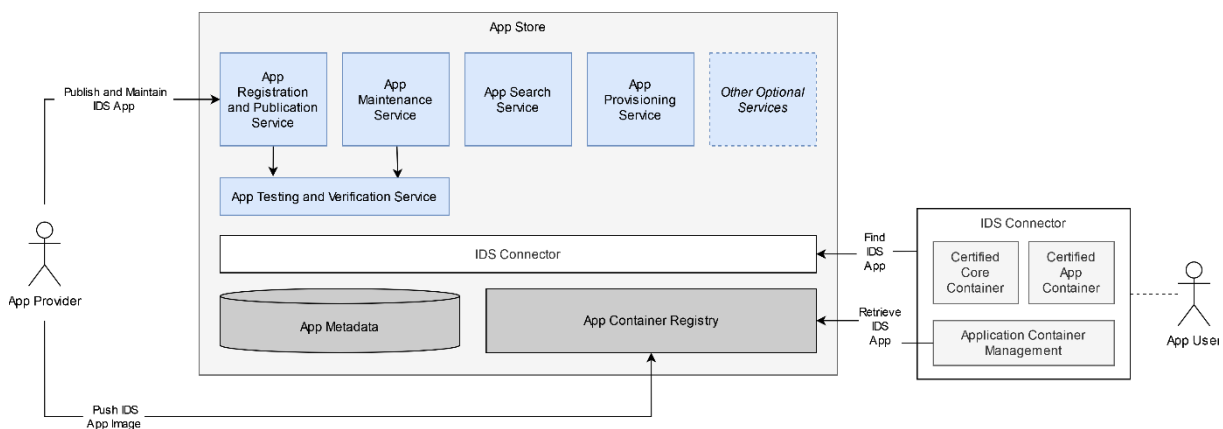 App Store
App
Registration
and Publication
Service
App
Maintenance
Service
App Search
Service
App
Provisioning
Service
Other Optional
Services
Publish and Maintain
IDS App
App Testing and Verification Service
IDS Connector
Find
IDS
App
IDS Connector
Certified
Core
Container
Certified
App
Container
App Provider
App Metadata
App Container Registry
Retrieve
IDS
App
Application Container
Management
App User
Push IDS
App Image